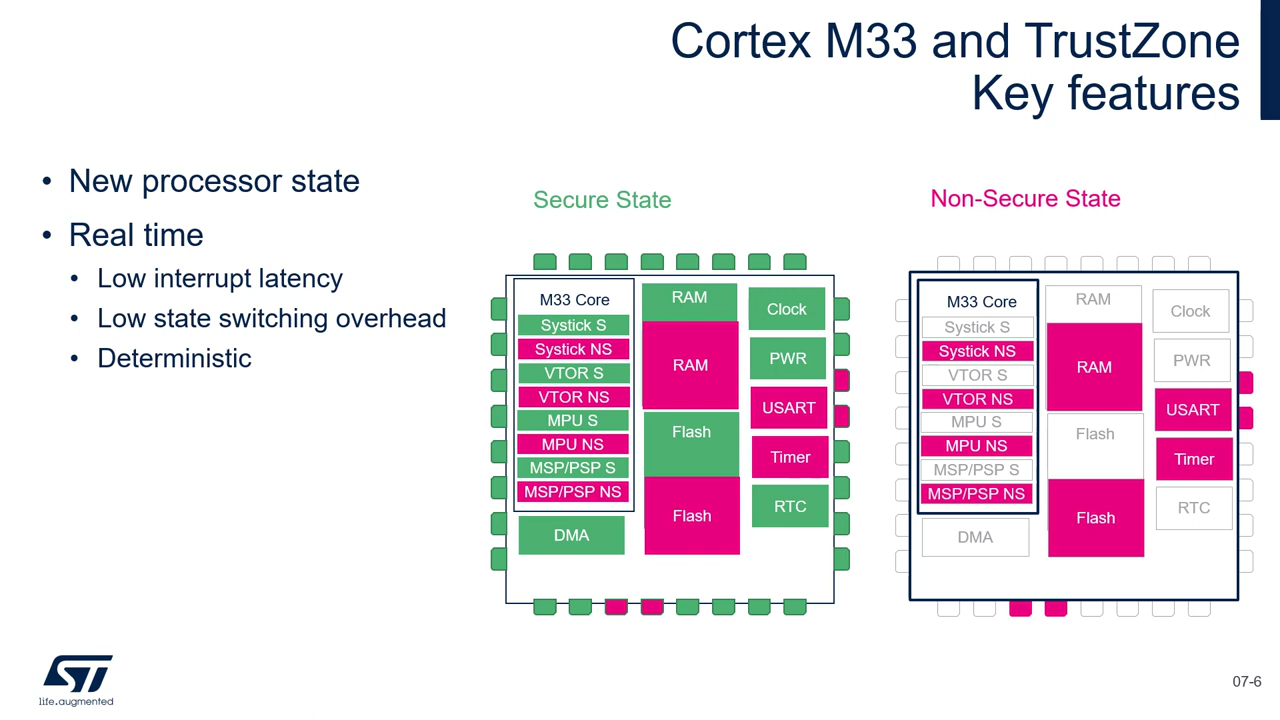 Cortex M33 and TrustZone
Key features
• New processor state
• Real time
• Low interrupt latency
• Low state switching overhead
• Deterministic
Secure State
M33 Core
Systick S
Systick NS
VTOR S
VTOR NS
MPU S
MPU NS
MSP/PSP S
MSP/PSP NS
DMA
RAM
RAM
Flash
Flash
Clock
PWR
USART
Timer
RTC
Non-Secure State
M33 Core
Systick S
Systick NS
VTOR S
VTOR NS
MPU S
MPU NS
MSP/PSP S
MSP/PSP NS
DMA
RAM
RAM
Flash
Flash
Clock
PWR
USART
Timer
RTC
ST
life.augmented
07-6